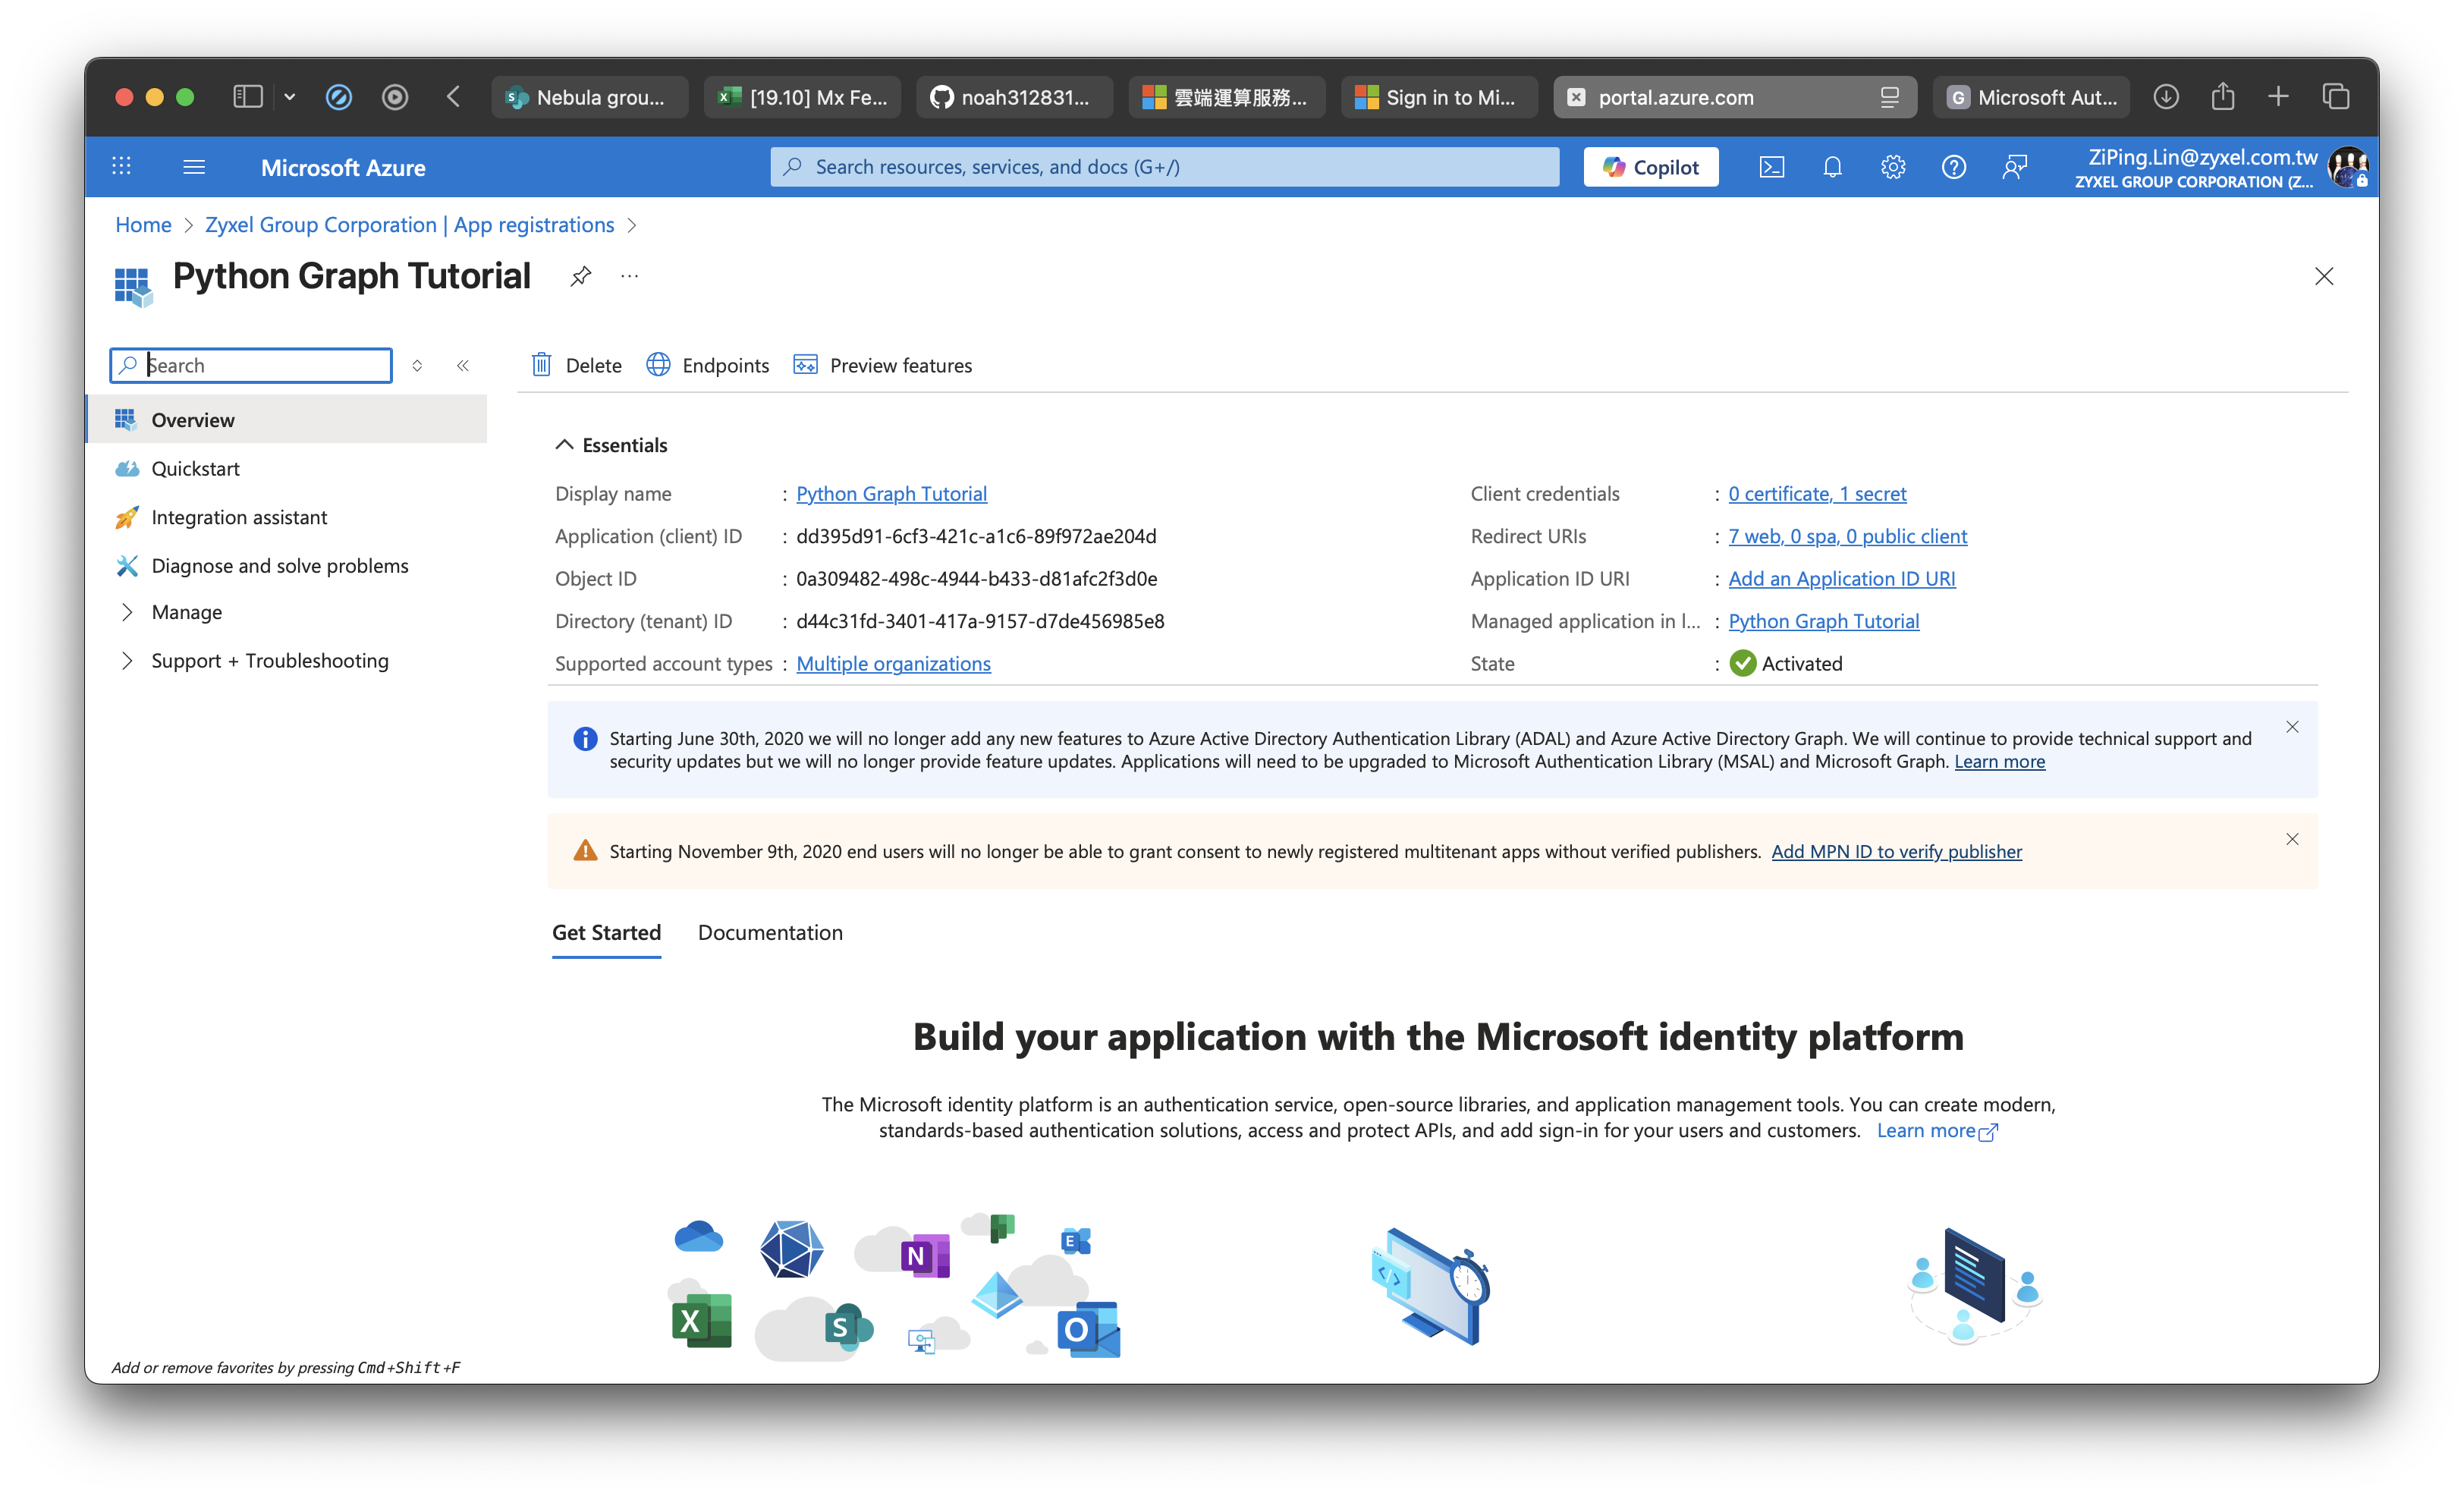 Nebula grou...
[19.10] Mx Fe...
noah312831...
雲端運算服務...
Sign in to Mi...
portal.azure.com
G
Microsoft Aut...
Microsoft Azure
Search resources, services, and docs (G+/)
Copilot
ZiPing.Lin@zyxel.com.tw
ZYXEL GROUP CORPORATION (Z...
Home > Zyxel Group Corporation | App registrations >
Python Graph Tutorial
...
Search
Delete
Endpoints
Preview features
Overview
Quickstart
Integration assistant
Diagnose and solve problems
Manage
Support + Troubleshooting
Essentials
Display name : Python Graph Tutorial
Application (client) ID : dd395d91-6cf3-421c-a1c6-89f972ae204d
Object ID : 0a309482-498c-4944-b433-d81afc2f3d0e
Directory (tenant) ID : d44c31fd-3401-417a-9157-d7de456985e8
Supported account types : Multiple organizations
Client credentials : 0 certificate, 1 secret
Redirect URIs : 7 web, 0 spa, 0 public client
Application ID URI : Add an Application ID URI
Managed application in l... : Python Graph Tutorial
State : Activated
Starting June 30th, 2020 we will no longer add any new features to Azure Active Directory Authentication Library (ADAL) and Azure Active Directory Graph. We will continue to provide technical support and
security updates but we will no longer provide feature updates. Applications will need to be upgraded to Microsoft Authentication Library (MSAL) and Microsoft Graph. Learn more
Starting November 9th, 2020 end users will no longer be able to grant consent to newly registered multitenant apps without verified publishers. Add MPN ID to verify publisher
Get Started
Documentation
Build your application with the Microsoft identity platform
The Microsoft identity platform is an authentication service, open-source libraries, and application management tools. You can create modern,
standards-based authentication solutions, access and protect APIs, and add sign-in for your users and customers. Learn more
N
E
X
S
O
Add or remove favorites by pressing Cmd+Shift+F